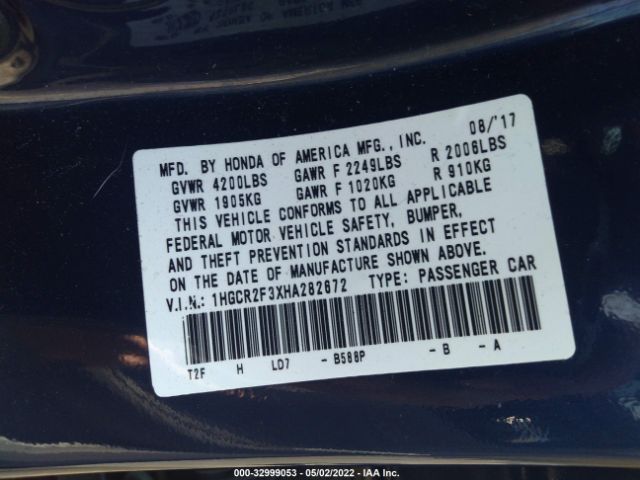 MFD. BY HONDA OF AMERICA MFG., INC. 08/'17
GVWR 4200LBS GAWR F 2249LBS R 2006LBS
GVWR 1905KG GAWR F 1020KG R 910KG
THIS VEHICLE CONFORMS TO ALL APPLICABLE
FEDERAL MOTOR VEHICLE SAFETY, BUMPER,
AND THEFT PREVENTION STANDARDS IN EFFECT
ON THE DATE OF MANUFACTURE SHOWN ABOVE.
V.I.N.: 1HGCR2F3XHA282672 TYPE: PASSENGER CAR
T2F H LD7 - B588P - B - A
000-32999053 - 05/02/2022 - IAA Inc.